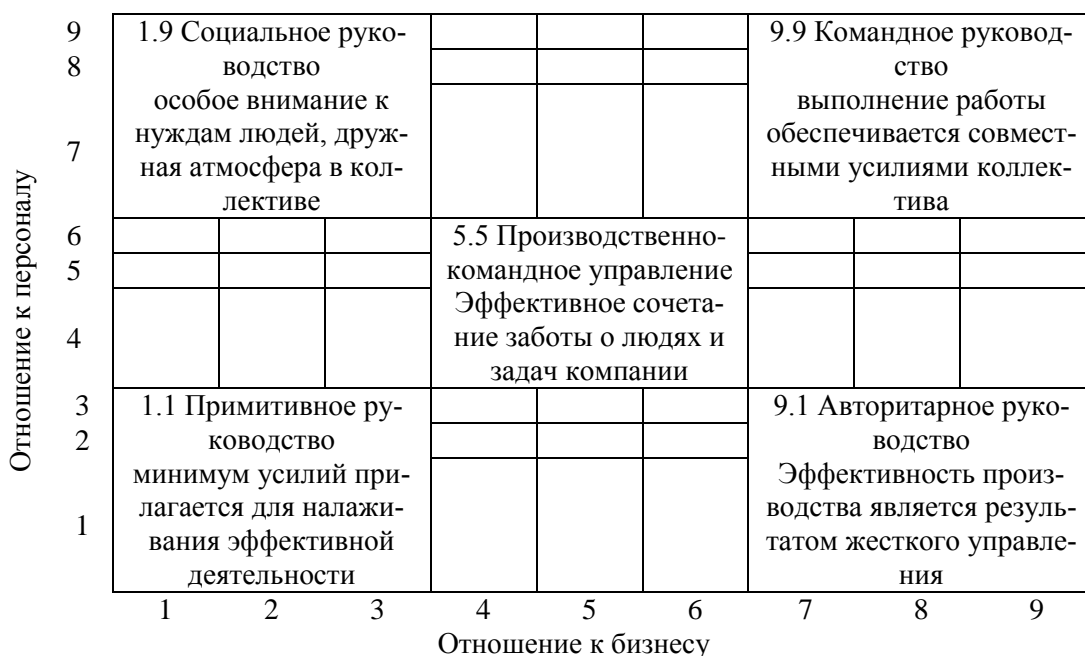 Отношение к персоналу
9
8
7
6
5
4
3
2
1
1.9 Социальное руко-
водство
особое внимание к
нуждам людей, друж-
ная атмосфера в кол-
лективе
9.9 Командное руковод-
ство
выполнение работы
обеспечивается совмест-
ными усилиями коллек-
тива
5.5 Производственно-
командное управление
Эффективное сочета-
ние заботы о людях и
задач компании
1.1 Примитивное ру-
ководство
минимум усилий при-
лагается для налажи-
вания эффективной
деятельности
9.1 Авторитарное руко-
водство
Эффективность произ-
водства является резуль-
татом жесткого управле-
ния
1 2 3 4 5 6 7 8 9
Отношение к бизнесу